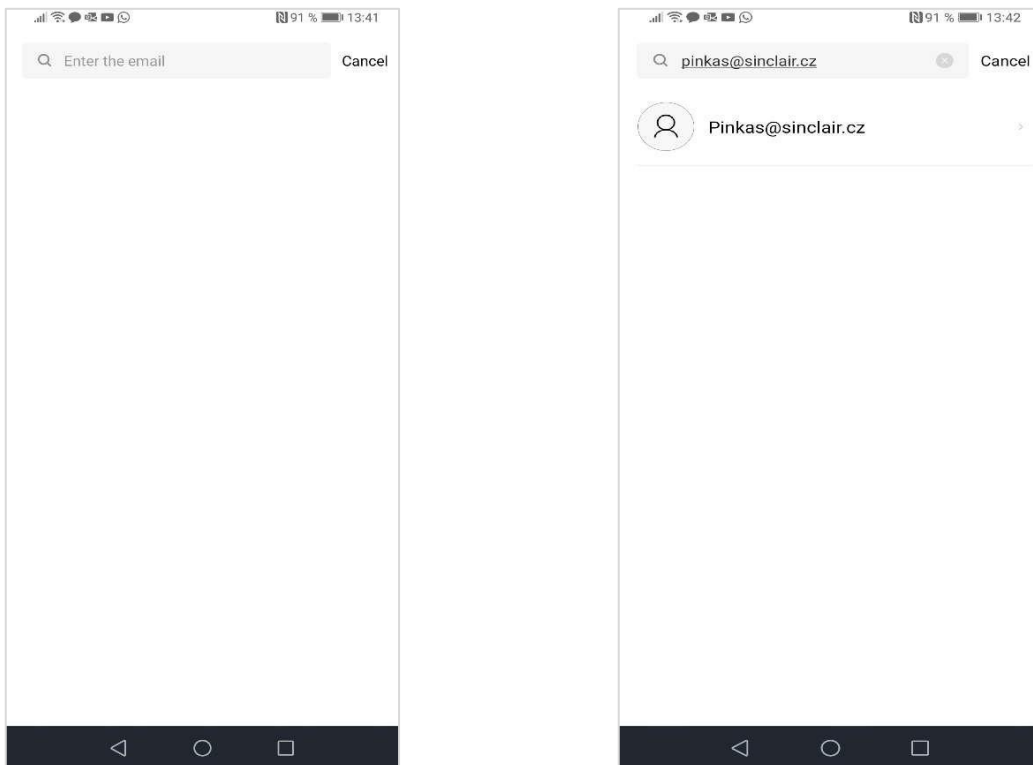 91 % 13:41
Enter the email
Cancel
91 % 13:42
pinkas@sinclair.cz
Cancel
Pinkas@sinclair.cz